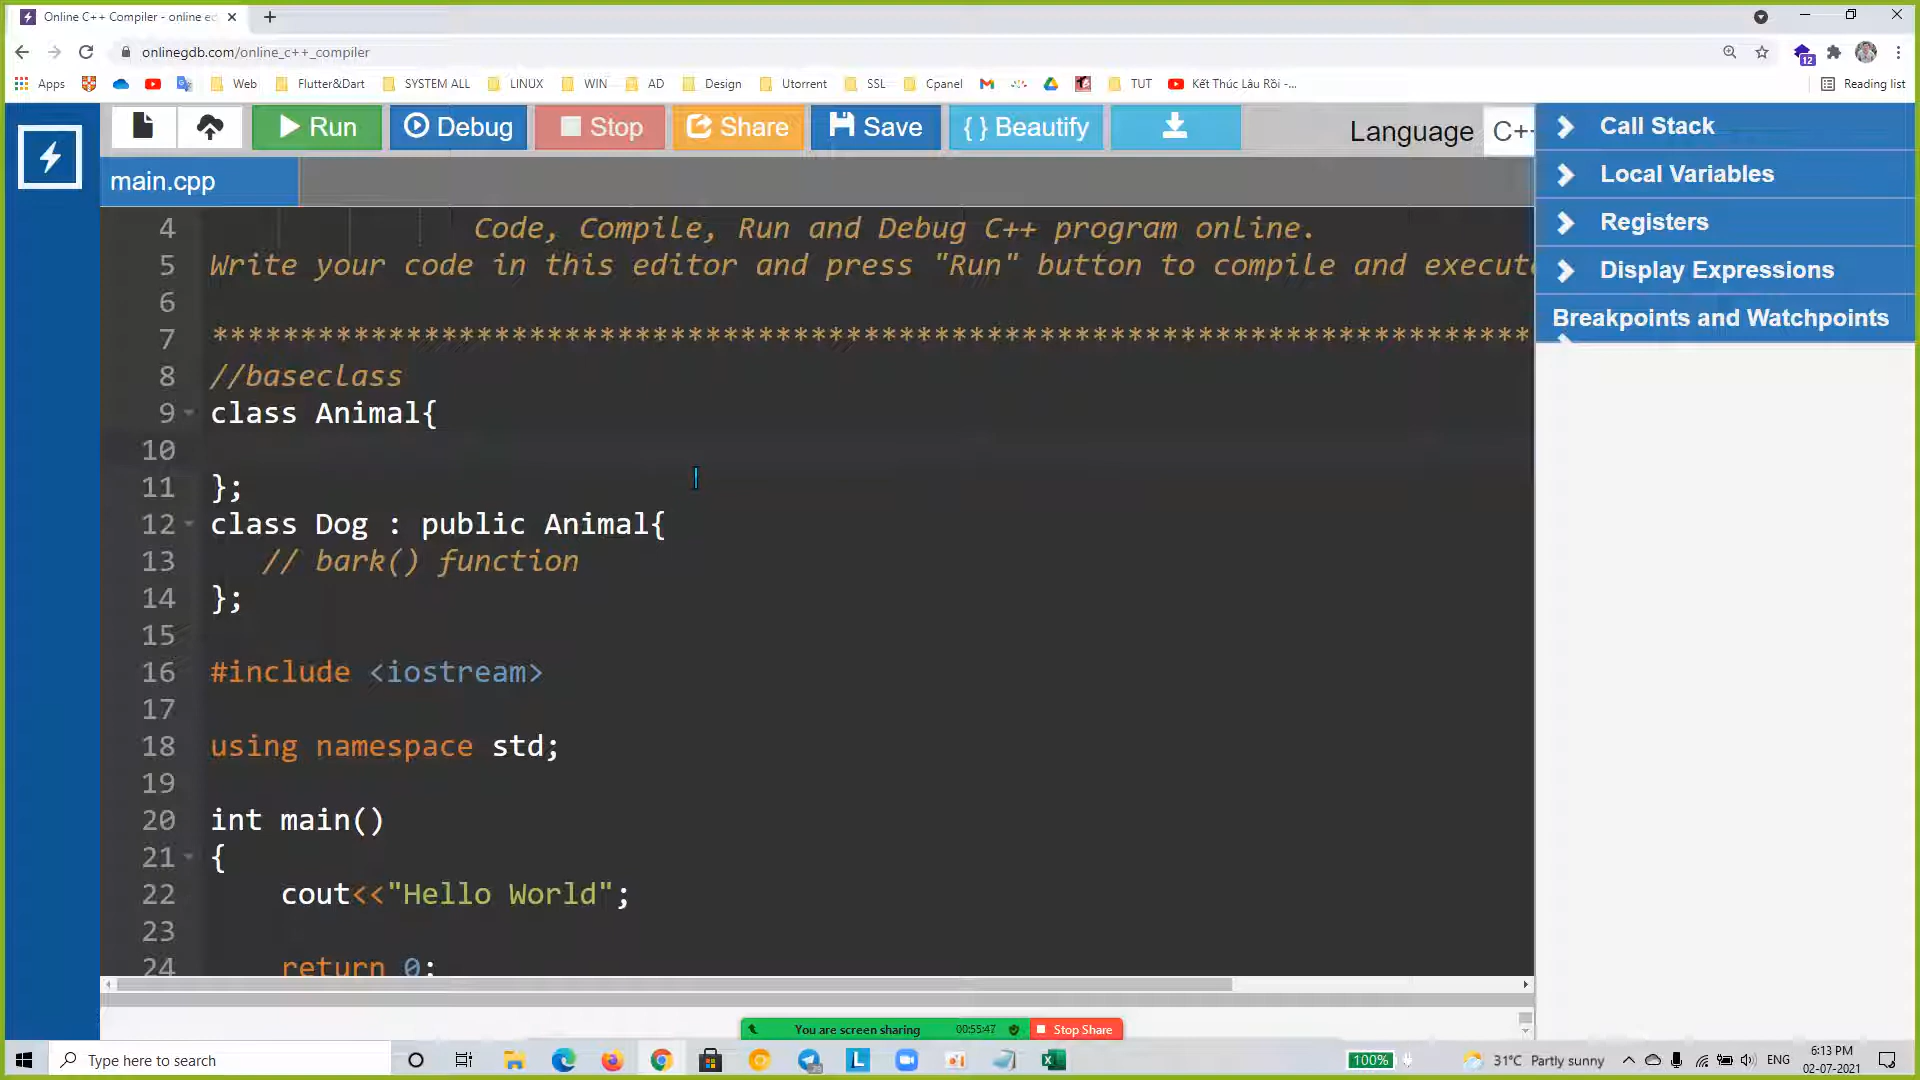 Online C++ Compiler - online ec
onlinegdb.com/online_c++_compiler
12
Apps Web Flutter&Dart SYSTEM ALL LINUX WIN AD Design Utorrent SSL Cpanel TUT Kết Thúc Lâu Rồi -... Reading list
Run Debug Stop Share Save { } Beautify Language C+
main.cpp
Call Stack
Local Variables
Registers
Display Expressions
Breakpoints and Watchpoints
4 Code, Compile, Run and Debug C++ program online.
5 Write your code in this editor and press "Run" button to compile and execute
6
7 ***************************************************************************
8 //baseclass
9 class Animal{
10
11 };
12 class Dog : public Animal{
13 // bark() function
14 };
15
16 #include <iostream>
17
18 using namespace std;
19
20 int main()
21 {
22 cout<<"Hello World";
23
24 return 0;
You are screen sharing 00:55:47 Stop Share
Type here to search
L
100% 31°C Partly sunny ENG 6:13 PM
02-07-2021